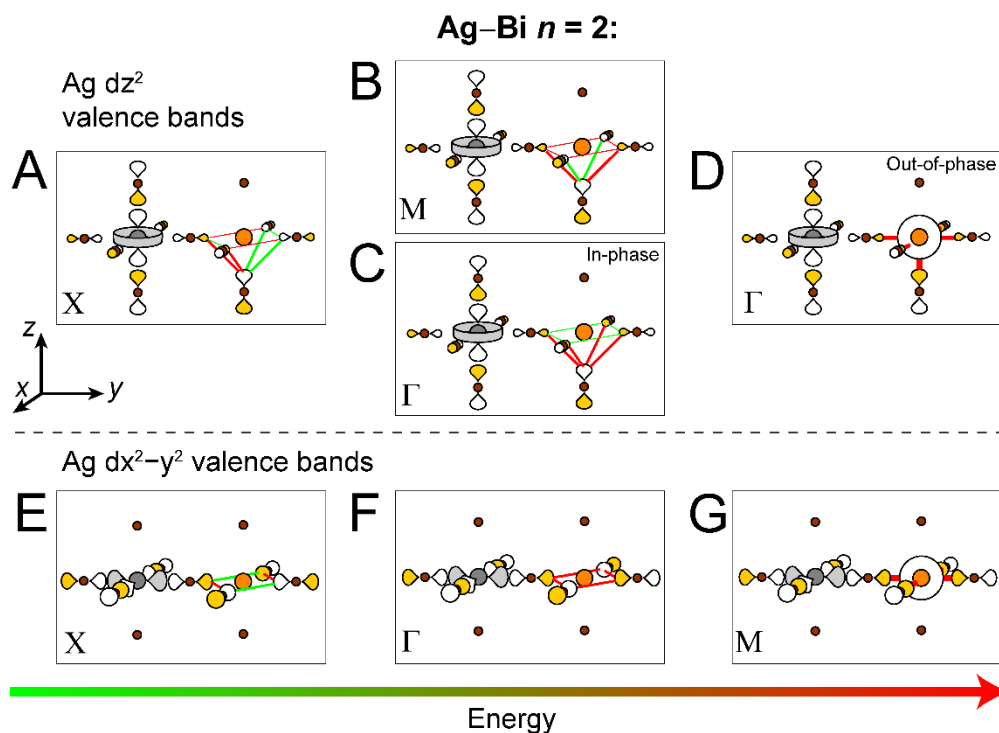 Ag–Bi n = 2:
Ag dz²
valence bands
A
X
B
M
C
In-phase
Γ
D
Out-of-phase
Γ
z
x
y
Ag dx²−y² valence bands
E
X
F
Γ
G
M
Energy